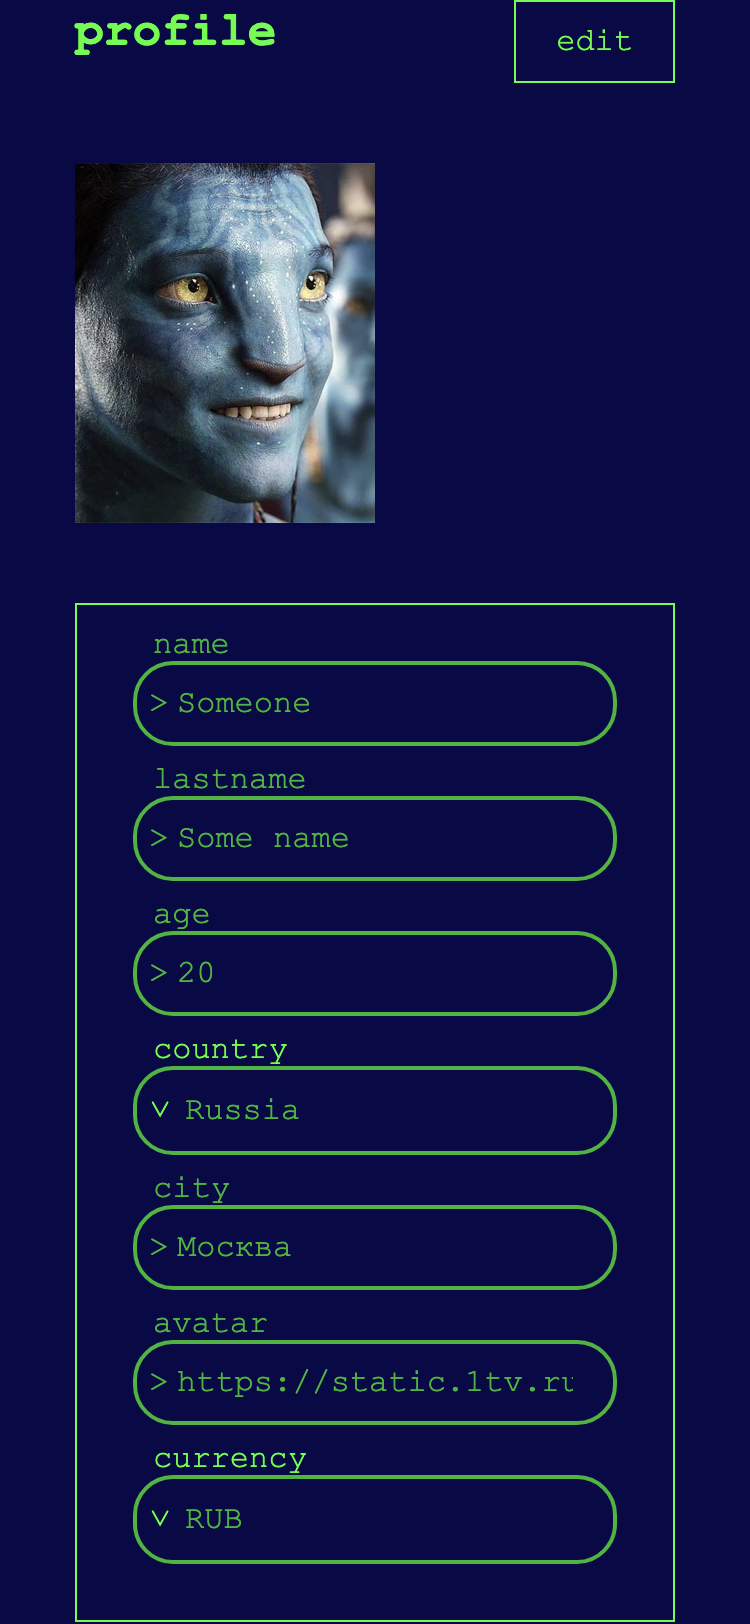 profile
edit
name
> Someone
lastname
> Some name
age
> 20
country
v Russia
city
> Москва
avatar
> https://static.1tv.ru
currency
v RUB